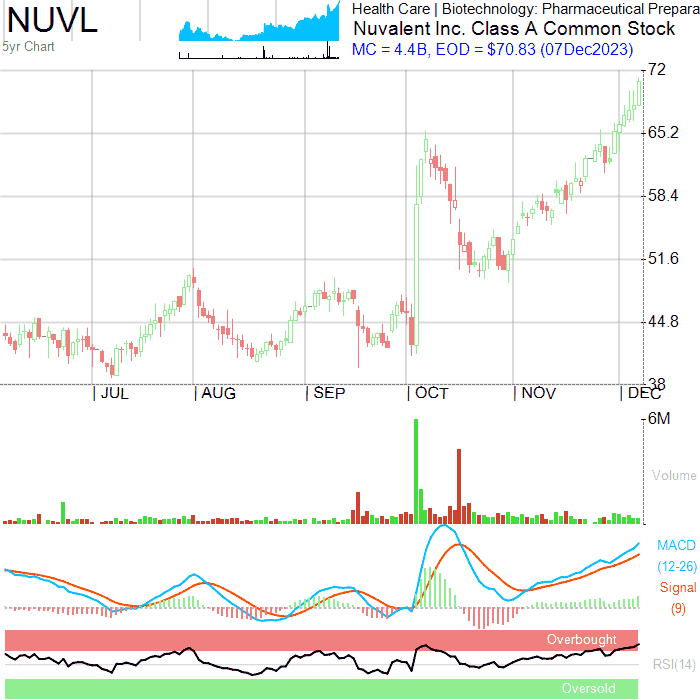 NUVL
5yr Chart
Health Care | Biotechnology: Pharmaceutical Prepara
Nuvalent Inc. Class A Common Stock
MC = 4.4B, EOD = $70.83 (07Dec2023)
72
65.2
58.4
51.6
44.8
38
JUL AUG SEP OCT NOV DEC
6M
Volume
MACD
(12-26)
Signal
(9)
Overbought
RSI(14)
Oversold